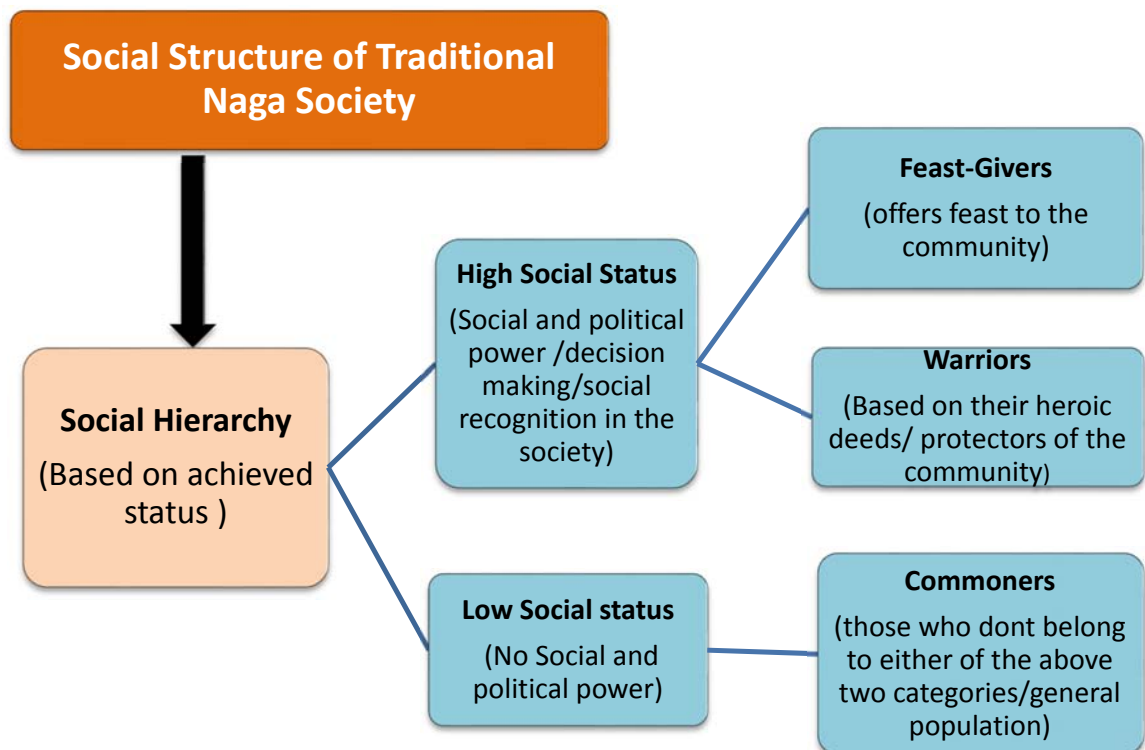 Social Structure of Traditional
Naga Society
Social Hierarchy
(Based on achieved
status )
High Social Status
(Social and political
power /decision
making/social
recognition in the
society)
Low Social status
(No Social and
political power)
Feast-Givers
(offers feast to the
community)
Warriors
(Based on their heroic
deeds/ protectors of the
community)
Commoners
(those who dont belong
to either of the above
two categories/general
population)